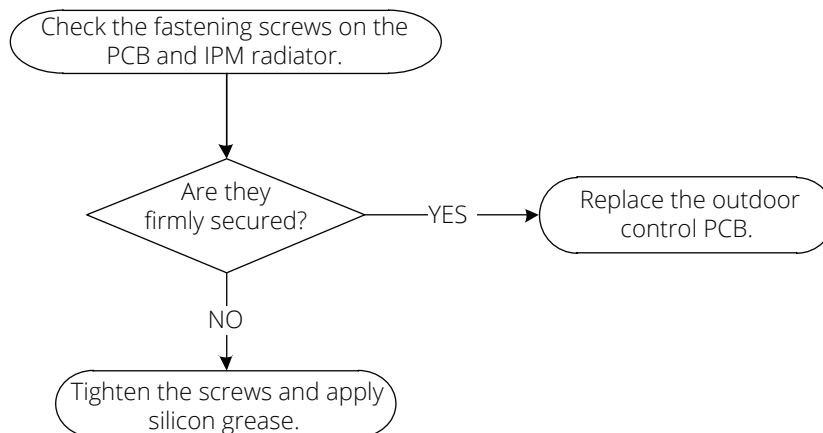 Check the fastening screws on the
PCB and IPM radiator.
Are they
firmly secured?
YES
Replace the outdoor
control PCB.
NO
Tighten the screws and apply
silicon grease.